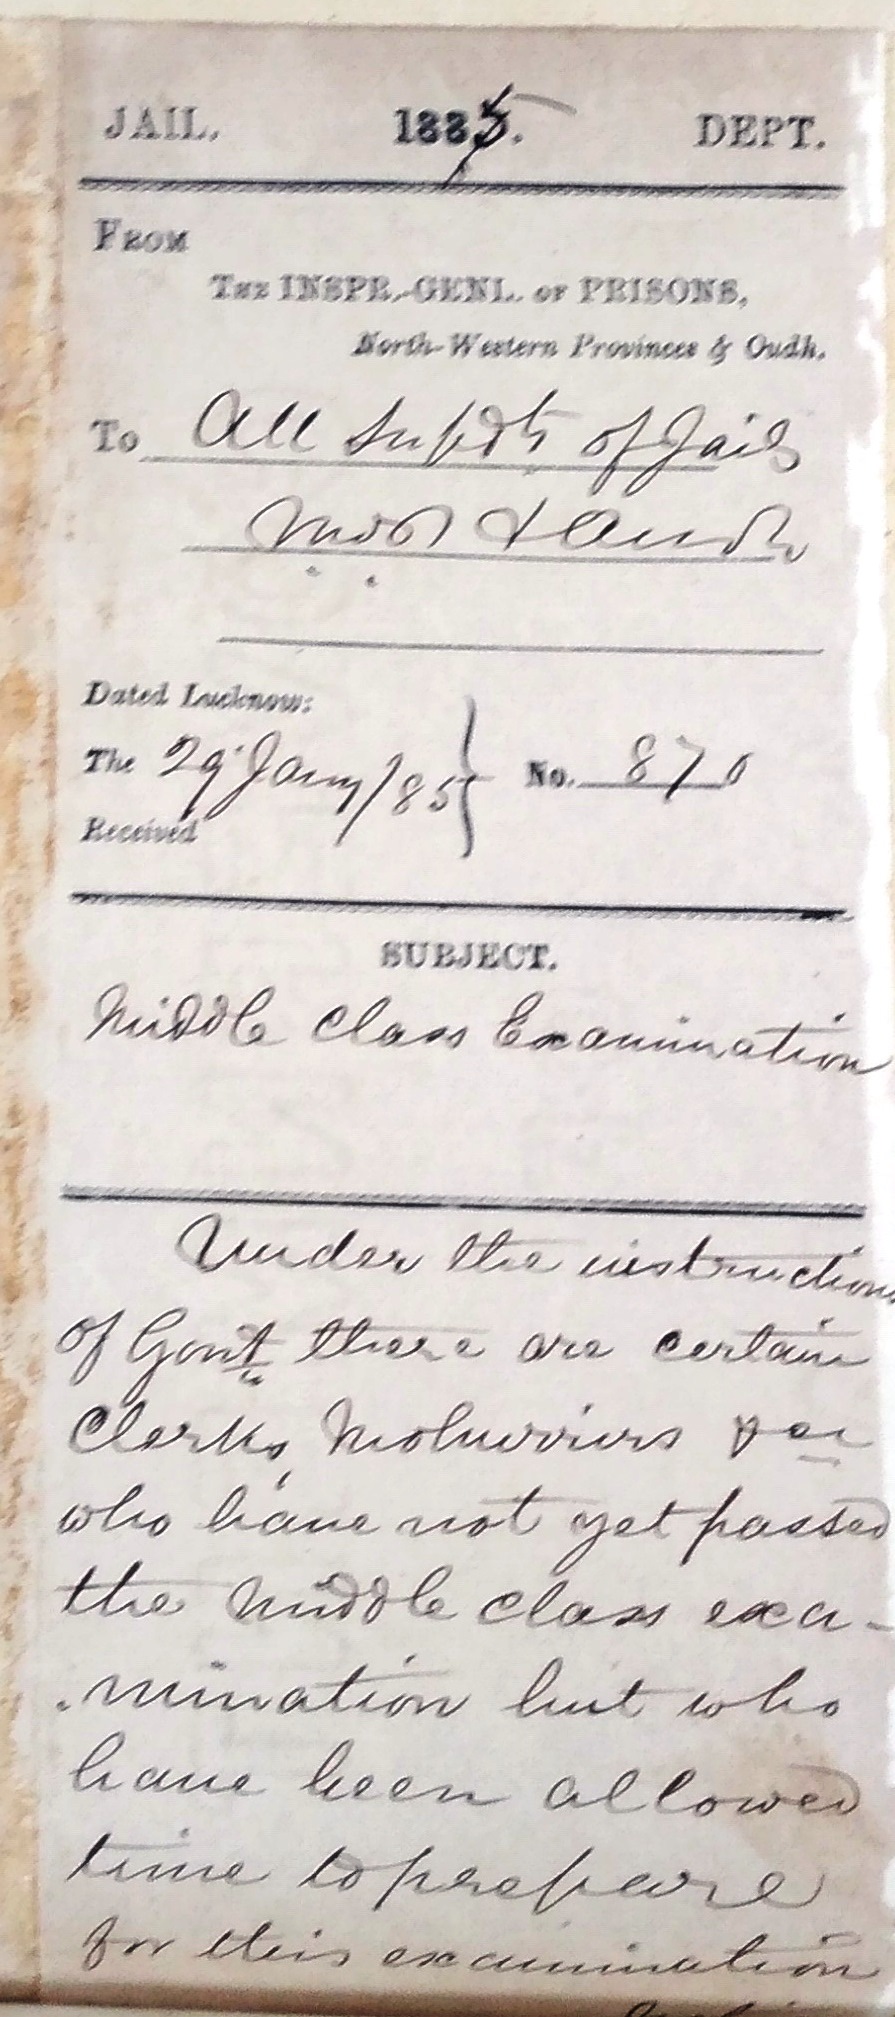 JAIL. 1885. DEPT.
FROM
THE INSPR.-GENL. OF PRISONS,
North-Western Provinces & Oudh.
To All Supdts of Jails
& Oudh
Dated Lucknow:
The 29 Jany/85 No. 870
Received
SUBJECT.
Middle Class Examination
Under the instructions
of Govt there are certain
Clerks, Mohurrirs &ca
who have not yet passed
the Middle class exa-
mination but who
have been allowed
time to prepare
for this examination